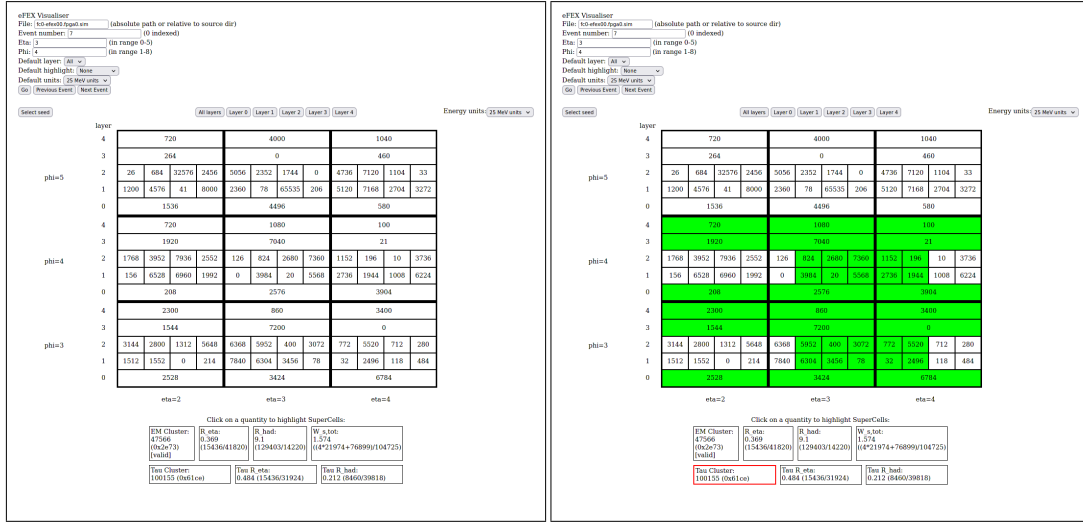 eFEX Visualiser
File: fc0-efex00.fpga0.sim (absolute path or relative to source dir)
Event number: 7 (0 indexed)
Eta: 3 (in range 0-5)
Phi: 4 (in range 1-8)
Default layer: All
Default highlight: None
Default units: 25 MeV units
Go Previous Event Next Event
Select seed All layers Layer 0 Layer 1 Layer 2 Layer 3 Layer 4 Energy units: 25 MeV units
layer
4 720 4000 1040
3 264 0 460
phi=5
2 26 684 32576 2456 5056 2352 1744 0 4736 7120 1104 33
1 1200 4576 41 8000 2360 78 65535 206 5120 7168 2704 3272
0 1536 4496 580
4 720 1080 100
3 1920 7040 21
phi=4
2 1768 3952 7936 2552 126 824 2680 7360 1152 196 10 3736
1 156 6528 6960 1992 0 3984 20 5568 2736 1944 1008 6224
0 208 2576 3904
4 2300 860 3400
3 1544 7200 0
phi=3
2 3144 2800 1312 5648 6368 5952 400 3072 772 5520 712 280
1 1512 1552 0 214 7840 6304 3456 78 32 2496 118 484
0 2528 3424 6784
eta=2 eta=3 eta=4
Click on a quantity to highlight SuperCells:
EM Cluster: R_eta: R_had: W_s,tot:
47566 0.369 9.1 1.574
(0x2e73) (15436/41820) (129403/14220) ((4*21974+76899)/104725)
[valid]
Tau Cluster: Tau R_eta: Tau R_had:
100155 (0x61ce) 0.484 (15436/31924) 0.212 (8460/39818)
eFEX Visualiser
File: fc0-efex00.fpga0.sim (absolute path or relative to source dir)
Event number: 7 (0 indexed)
Eta: 3 (in range 0-5)
Phi: 4 (in range 1-8)
Default layer: All
Default highlight: None
Default units: 25 MeV units
Go Previous Event Next Event
Select seed All layers Layer 0 Layer 1 Layer 2 Layer 3 Layer 4 Energy units: 25 MeV units
layer
4 720 4000 1040
3 264 0 460
phi=5
2 26 684 32576 2456 5056 2352 1744 0 4736 7120 1104 33
1 1200 4576 41 8000 2360 78 65535 206 5120 7168 2704 3272
0 1536 4496 580
4 720 1080 100
3 1920 7040 21
phi=4
2 1768 3952 7936 2552 126 824 2680 7360 1152 196 10 3736
1 156 6528 6960 1992 0 3984 20 5568 2736 1944 1008 6224
0 208 2576 3904
4 2300 860 3400
3 1544 7200 0
phi=3
2 3144 2800 1312 5648 6368 5952 400 3072 772 5520 712 280
1 1512 1552 0 214 7840 6304 3456 78 32 2496 118 484
0 2528 3424 6784
eta=2 eta=3 eta=4
Click on a quantity to highlight SuperCells:
EM Cluster: R_eta: R_had: W_s,tot:
47566 0.369 9.1 1.574
(0x2e73) (15436/41820) (129403/14220) ((4*21974+76899)/104725)
[valid]
Tau Cluster: Tau R_eta: Tau R_had:
100155 (0x61ce) 0.484 (15436/31924) 0.212 (8460/39818)